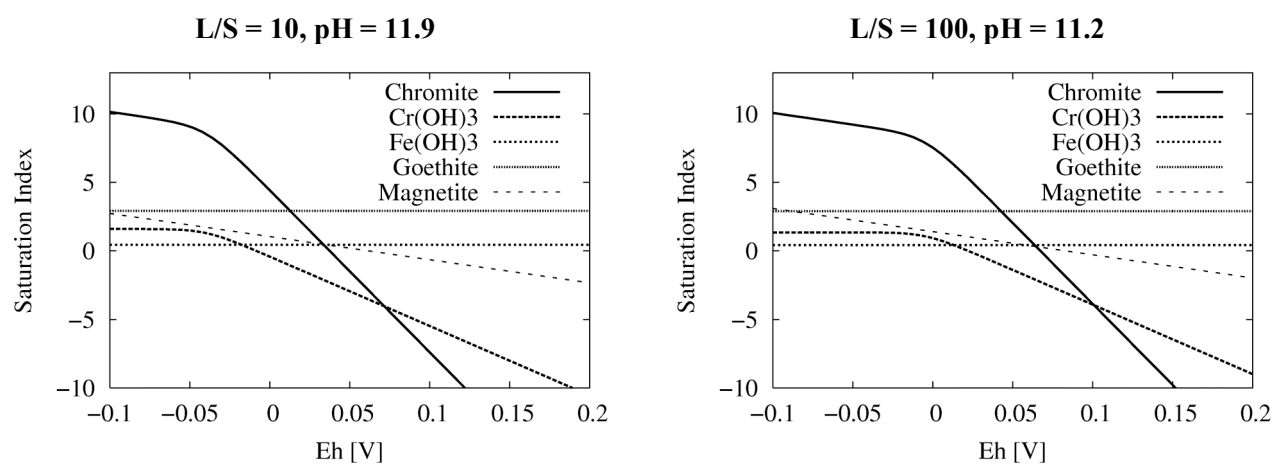 L/S = 10, pH = 11.9
Saturation Index
10
5
0
−5
−10
Chromite
Cr(OH)3
Fe(OH)3
Goethite
Magnetite
−0.1 −0.05 0 0.05 0.1 0.15 0.2
Eh [V]
L/S = 100, pH = 11.2
Saturation Index
10
5
0
−5
−10
Chromite
Cr(OH)3
Fe(OH)3
Goethite
Magnetite
−0.1 −0.05 0 0.05 0.1 0.15 0.2
Eh [V]